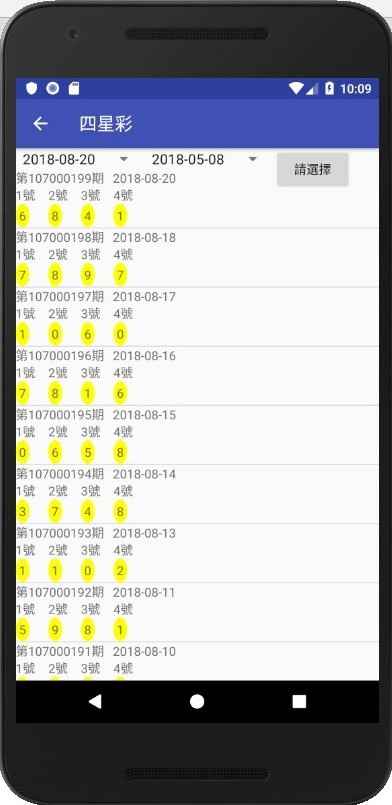 10:09
四星彩
2018-08-20 2018-05-08 請選擇
第107000199期 2018-08-20
1號 2號 3號 4號
6 8 4 1
第107000198期 2018-08-18
1號 2號 3號 4號
7 8 9 7
第107000197期 2018-08-17
1號 2號 3號 4號
1 0 6 0
第107000196期 2018-08-16
1號 2號 3號 4號
7 8 1 6
第107000195期 2018-08-15
1號 2號 3號 4號
0 6 5 8
第107000194期 2018-08-14
1號 2號 3號 4號
3 7 4 8
第107000193期 2018-08-13
1號 2號 3號 4號
1 1 0 2
第107000192期 2018-08-11
1號 2號 3號 4號
5 9 8 1
第107000191期 2018-08-10
1號 2號 3號 4號